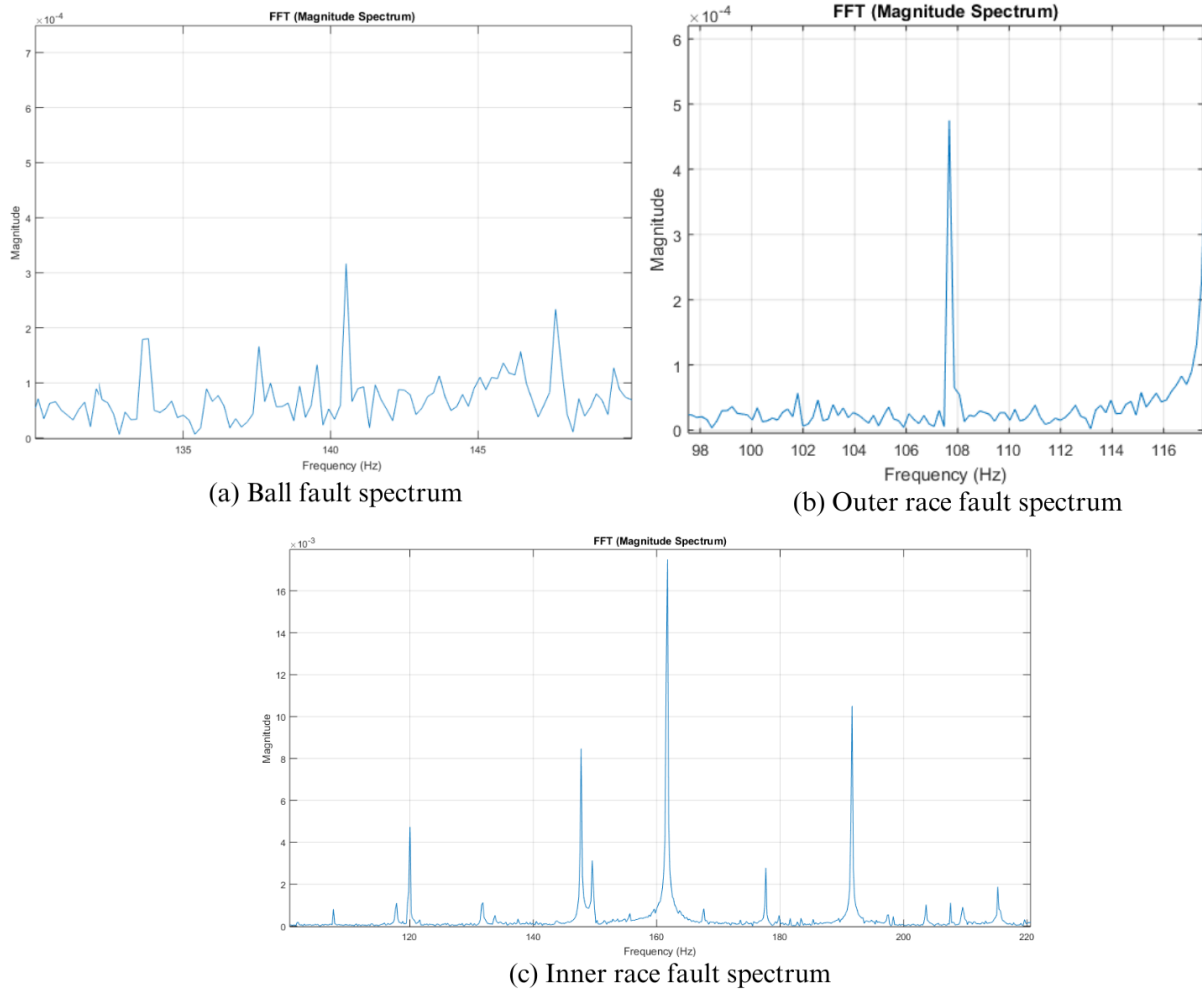 FFT (Magnitude Spectrum)
×10⁻⁴
7
6
5
4
3
2
1
0
Magnitude
135
140
145
Frequency (Hz)
(a) Ball fault spectrum
FFT (Magnitude Spectrum)
×10⁻⁴
6
5
4
3
2
1
0
Magnitude
98 100 102 104 106 108 110 112 114 116
Frequency (Hz)
(b) Outer race fault spectrum
FFT (Magnitude Spectrum)
×10⁻³
16
14
12
10
8
6
4
2
0
Magnitude
120 140 160 180 200 220
Frequency (Hz)
(c) Inner race fault spectrum